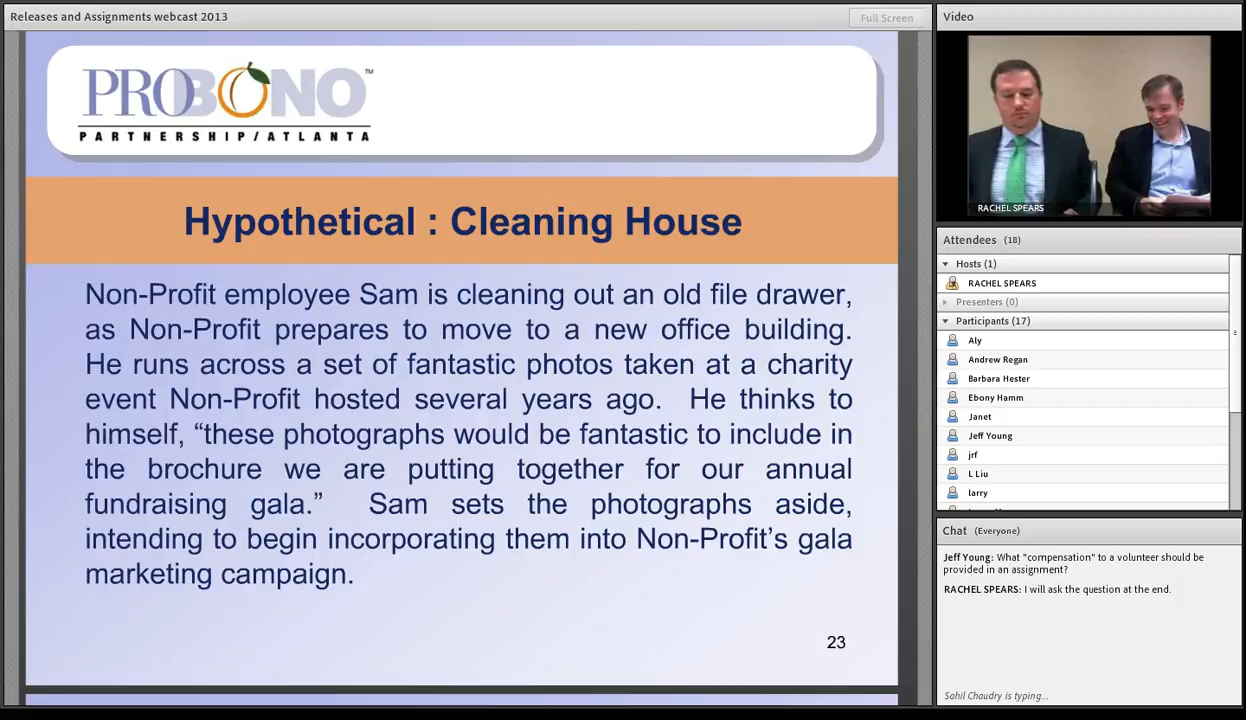 Releases and Assignments webcast 2013
Full Screen
PROBONO™
PARTNERSHIP/ATLANTA
Hypothetical : Cleaning House
Non-Profit employee Sam is cleaning out an old file drawer,
as Non-Profit prepares to move to a new office building.
He runs across a set of fantastic photos taken at a charity
event Non-Profit hosted several years ago. He thinks to
himself, “these photographs would be fantastic to include in
the brochure we are putting together for our annual
fundraising gala.” Sam sets the photographs aside,
intending to begin incorporating them into Non-Profit’s gala
marketing campaign.
23
Video
RACHEL SPEARS
Attendees (18)
Hosts (1)
RACHEL SPEARS
Presenters (0)
Participants (17)
Aly
Andrew Regan
Barbara Hester
Ebony Hamm
Janet
Jeff Young
jrf
L Liu
larry
Chat (Everyone)
Jeff Young: What "compensation" to a volunteer should be
provided in an assignment?
RACHEL SPEARS: I will ask the question at the end.
Sahil Chaudry is typing...